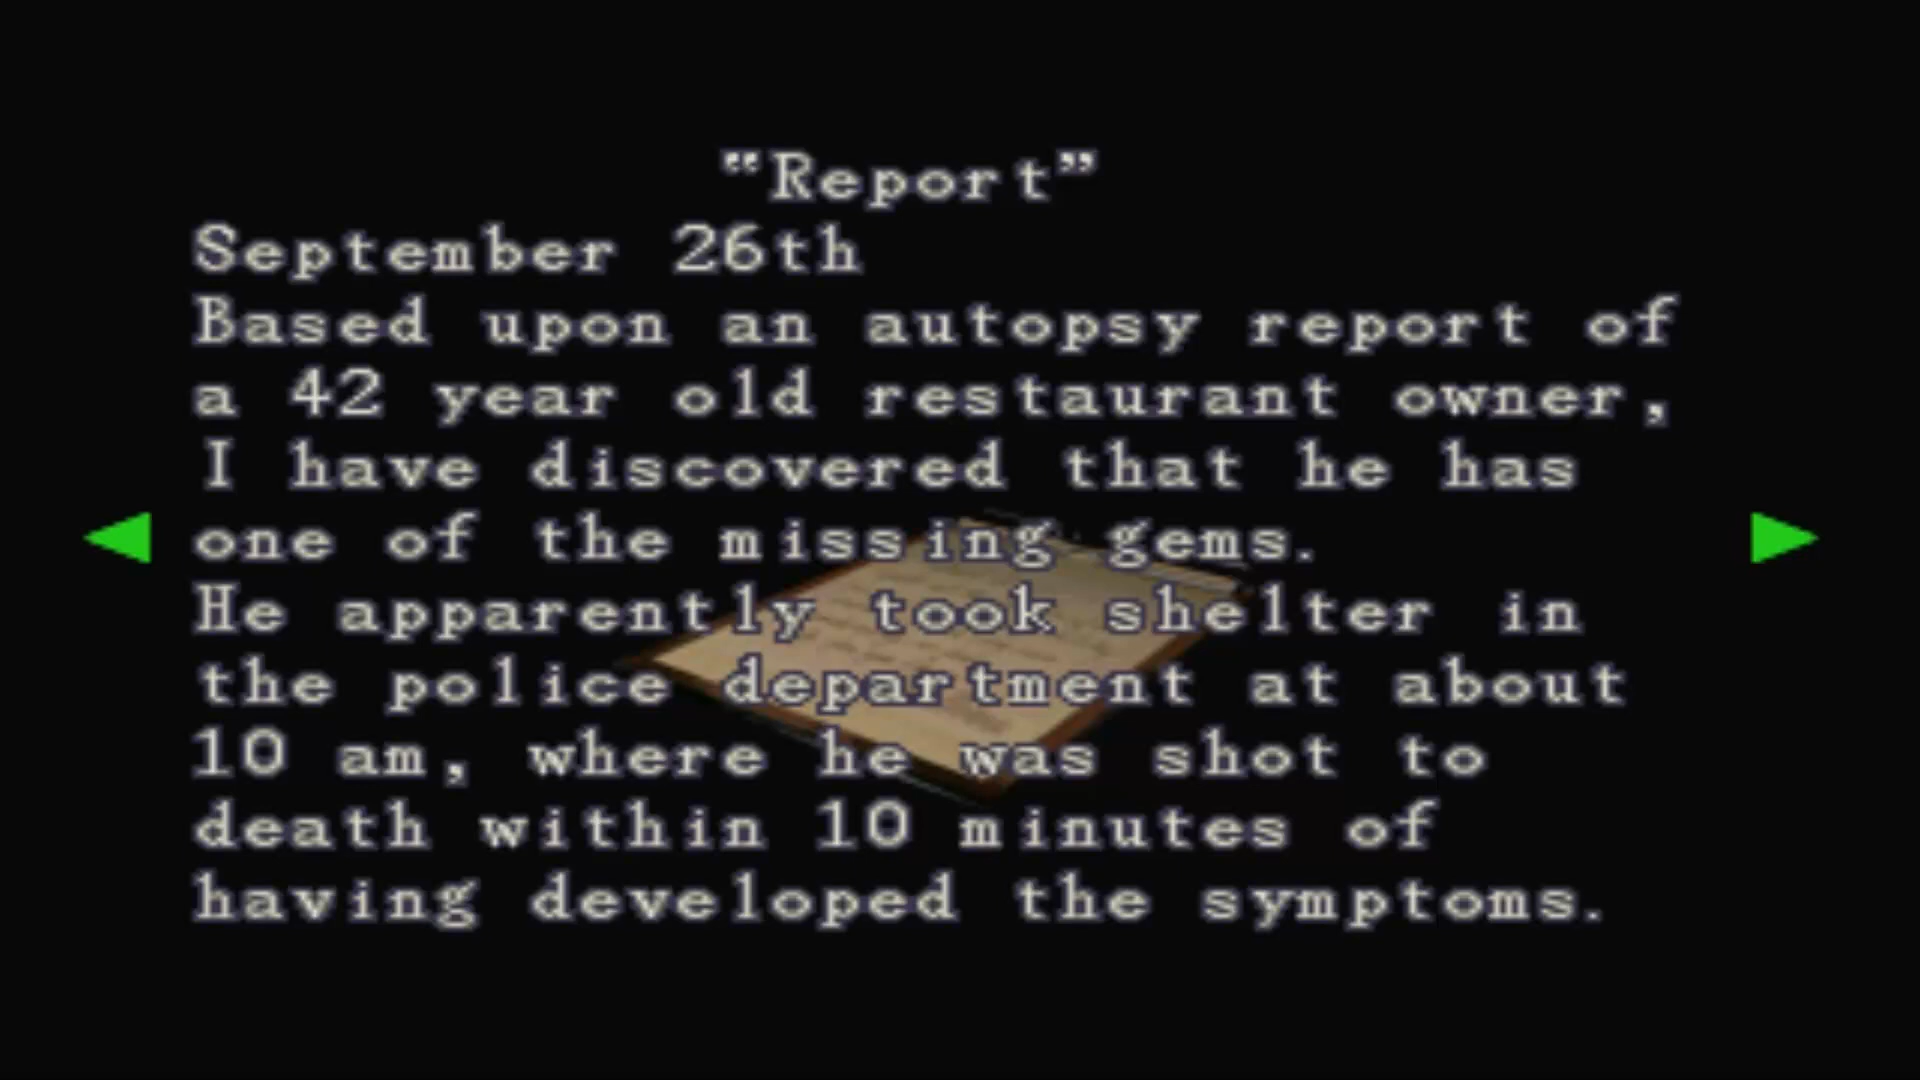 “Report”
September 26th
Based upon an autopsy report of
a 42 year old restaurant owner,
I have discovered that he has
one of the missing gems.
He apparently took shelter in
the police department at about
10 am, where he was shot to
death within 10 minutes of
having developed the symptoms.